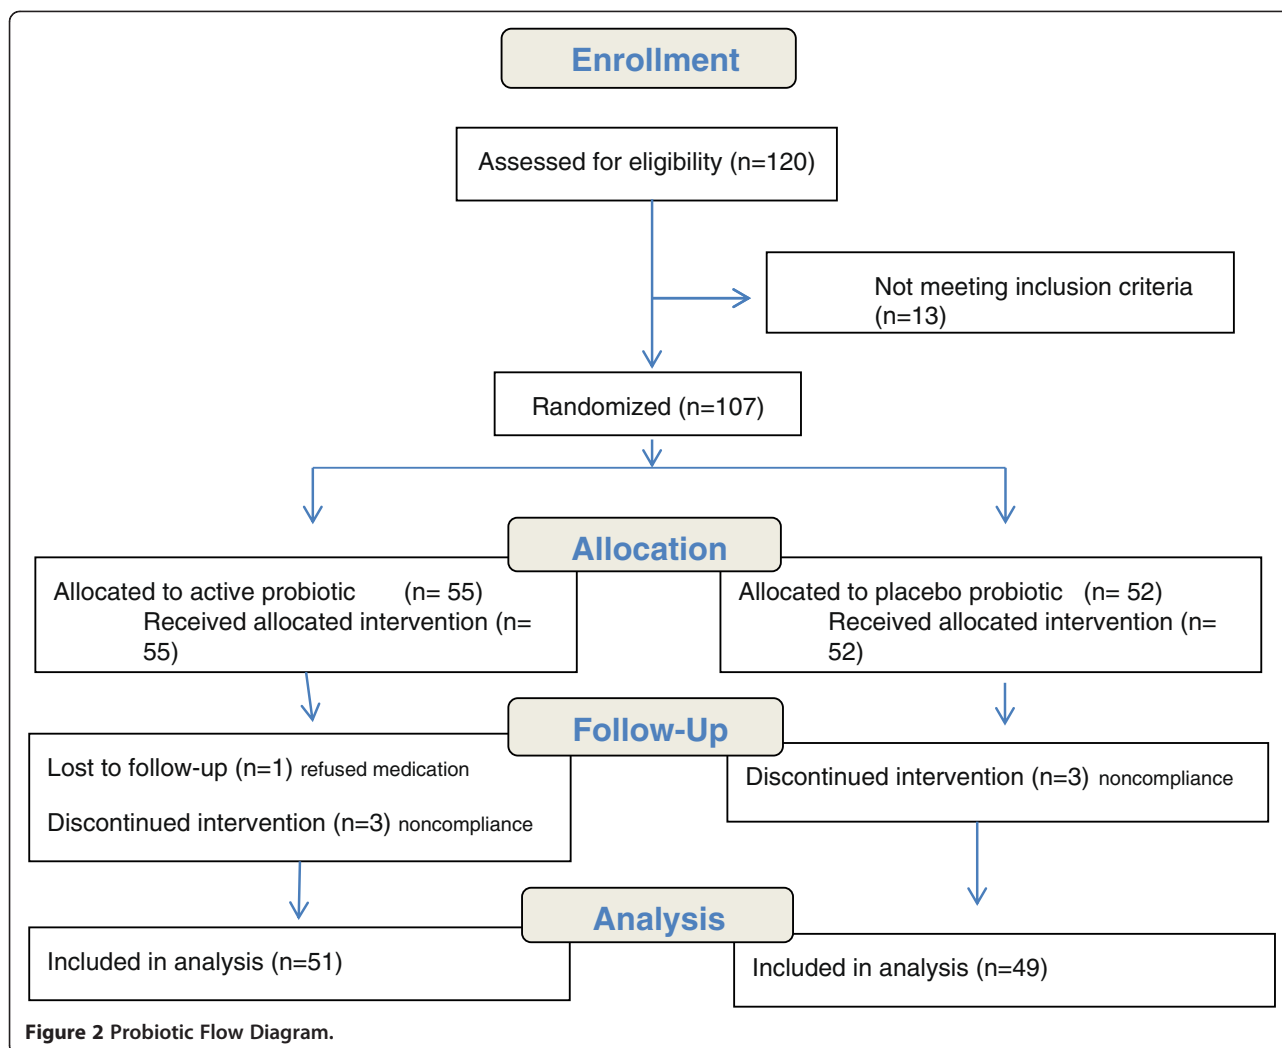 Enrollment
Assessed for eligibility (n=120)
Not meeting inclusion criteria
(n=13)
Randomized (n=107)
Allocation
Allocated to active probiotic (n= 55)
Received allocated intervention (n=
55)
Allocated to placebo probiotic (n= 52)
Received allocated intervention (n=
52)
Follow-Up
Lost to follow-up (n=1) refused medication
Discontinued intervention (n=3) noncompliance
Discontinued intervention (n=3) noncompliance
Analysis
Included in analysis (n=51)
Included in analysis (n=49)
Figure 2 Probiotic Flow Diagram.